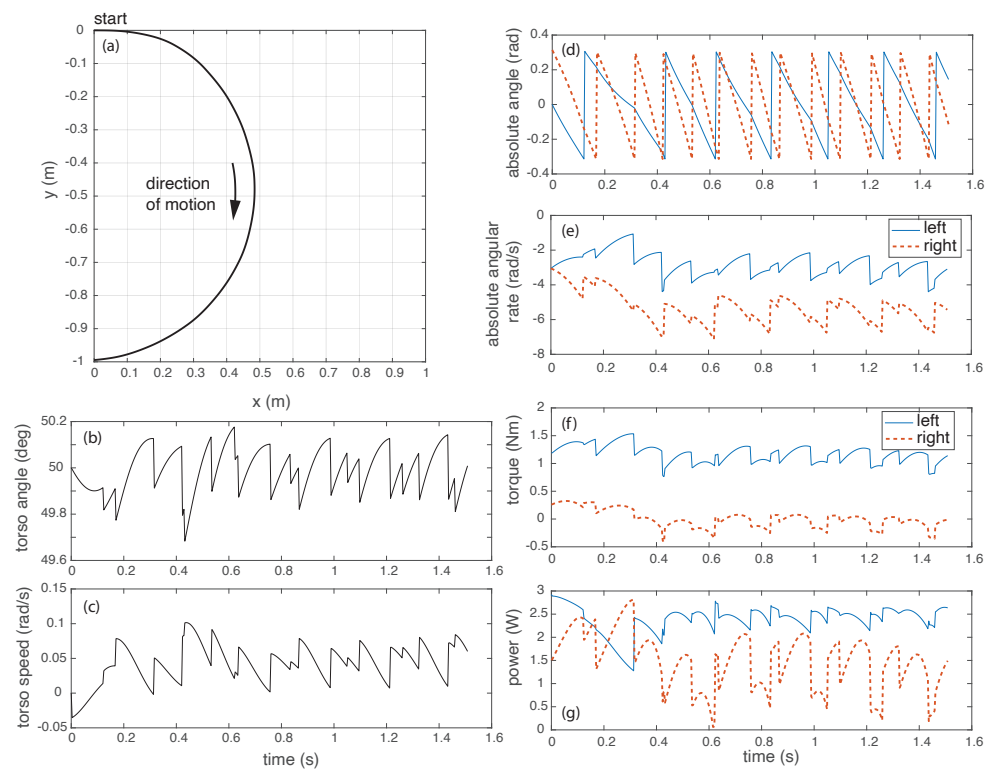 start
(a)
0
-0.1
-0.2
-0.3
-0.4
-0.5
-0.6
-0.7
-0.8
-0.9
-1
y (m)
direction
of motion
0 0.1 0.2 0.3 0.4 0.5 0.6 0.7 0.8 0.9 1
x (m)
(b)
50.2
50
49.8
49.6
torso angle (deg)
0 0.2 0.4 0.6 0.8 1 1.2 1.4 1.6
(c)
0.15
0.1
0.05
0
-0.05
torso speed (rad/s)
0 0.2 0.4 0.6 0.8 1 1.2 1.4 1.6
time (s)
(d)
0.4
0.2
0
-0.2
-0.4
absolute angle (rad)
0 0.2 0.4 0.6 0.8 1 1.2 1.4 1.6
(e)
0
-2
-4
-6
-8
absolute angular
rate (rad/s)
left
right
0 0.2 0.4 0.6 0.8 1 1.2 1.4 1.6
(f)
2
1.5
1
0.5
0
-0.5
torque (Nm)
left
right
0 0.2 0.4 0.6 0.8 1 1.2 1.4 1.6
3
2.5
2
1.5
1
0.5
0
power (W)
(g)
0 0.2 0.4 0.6 0.8 1 1.2 1.4 1.6
time (s)